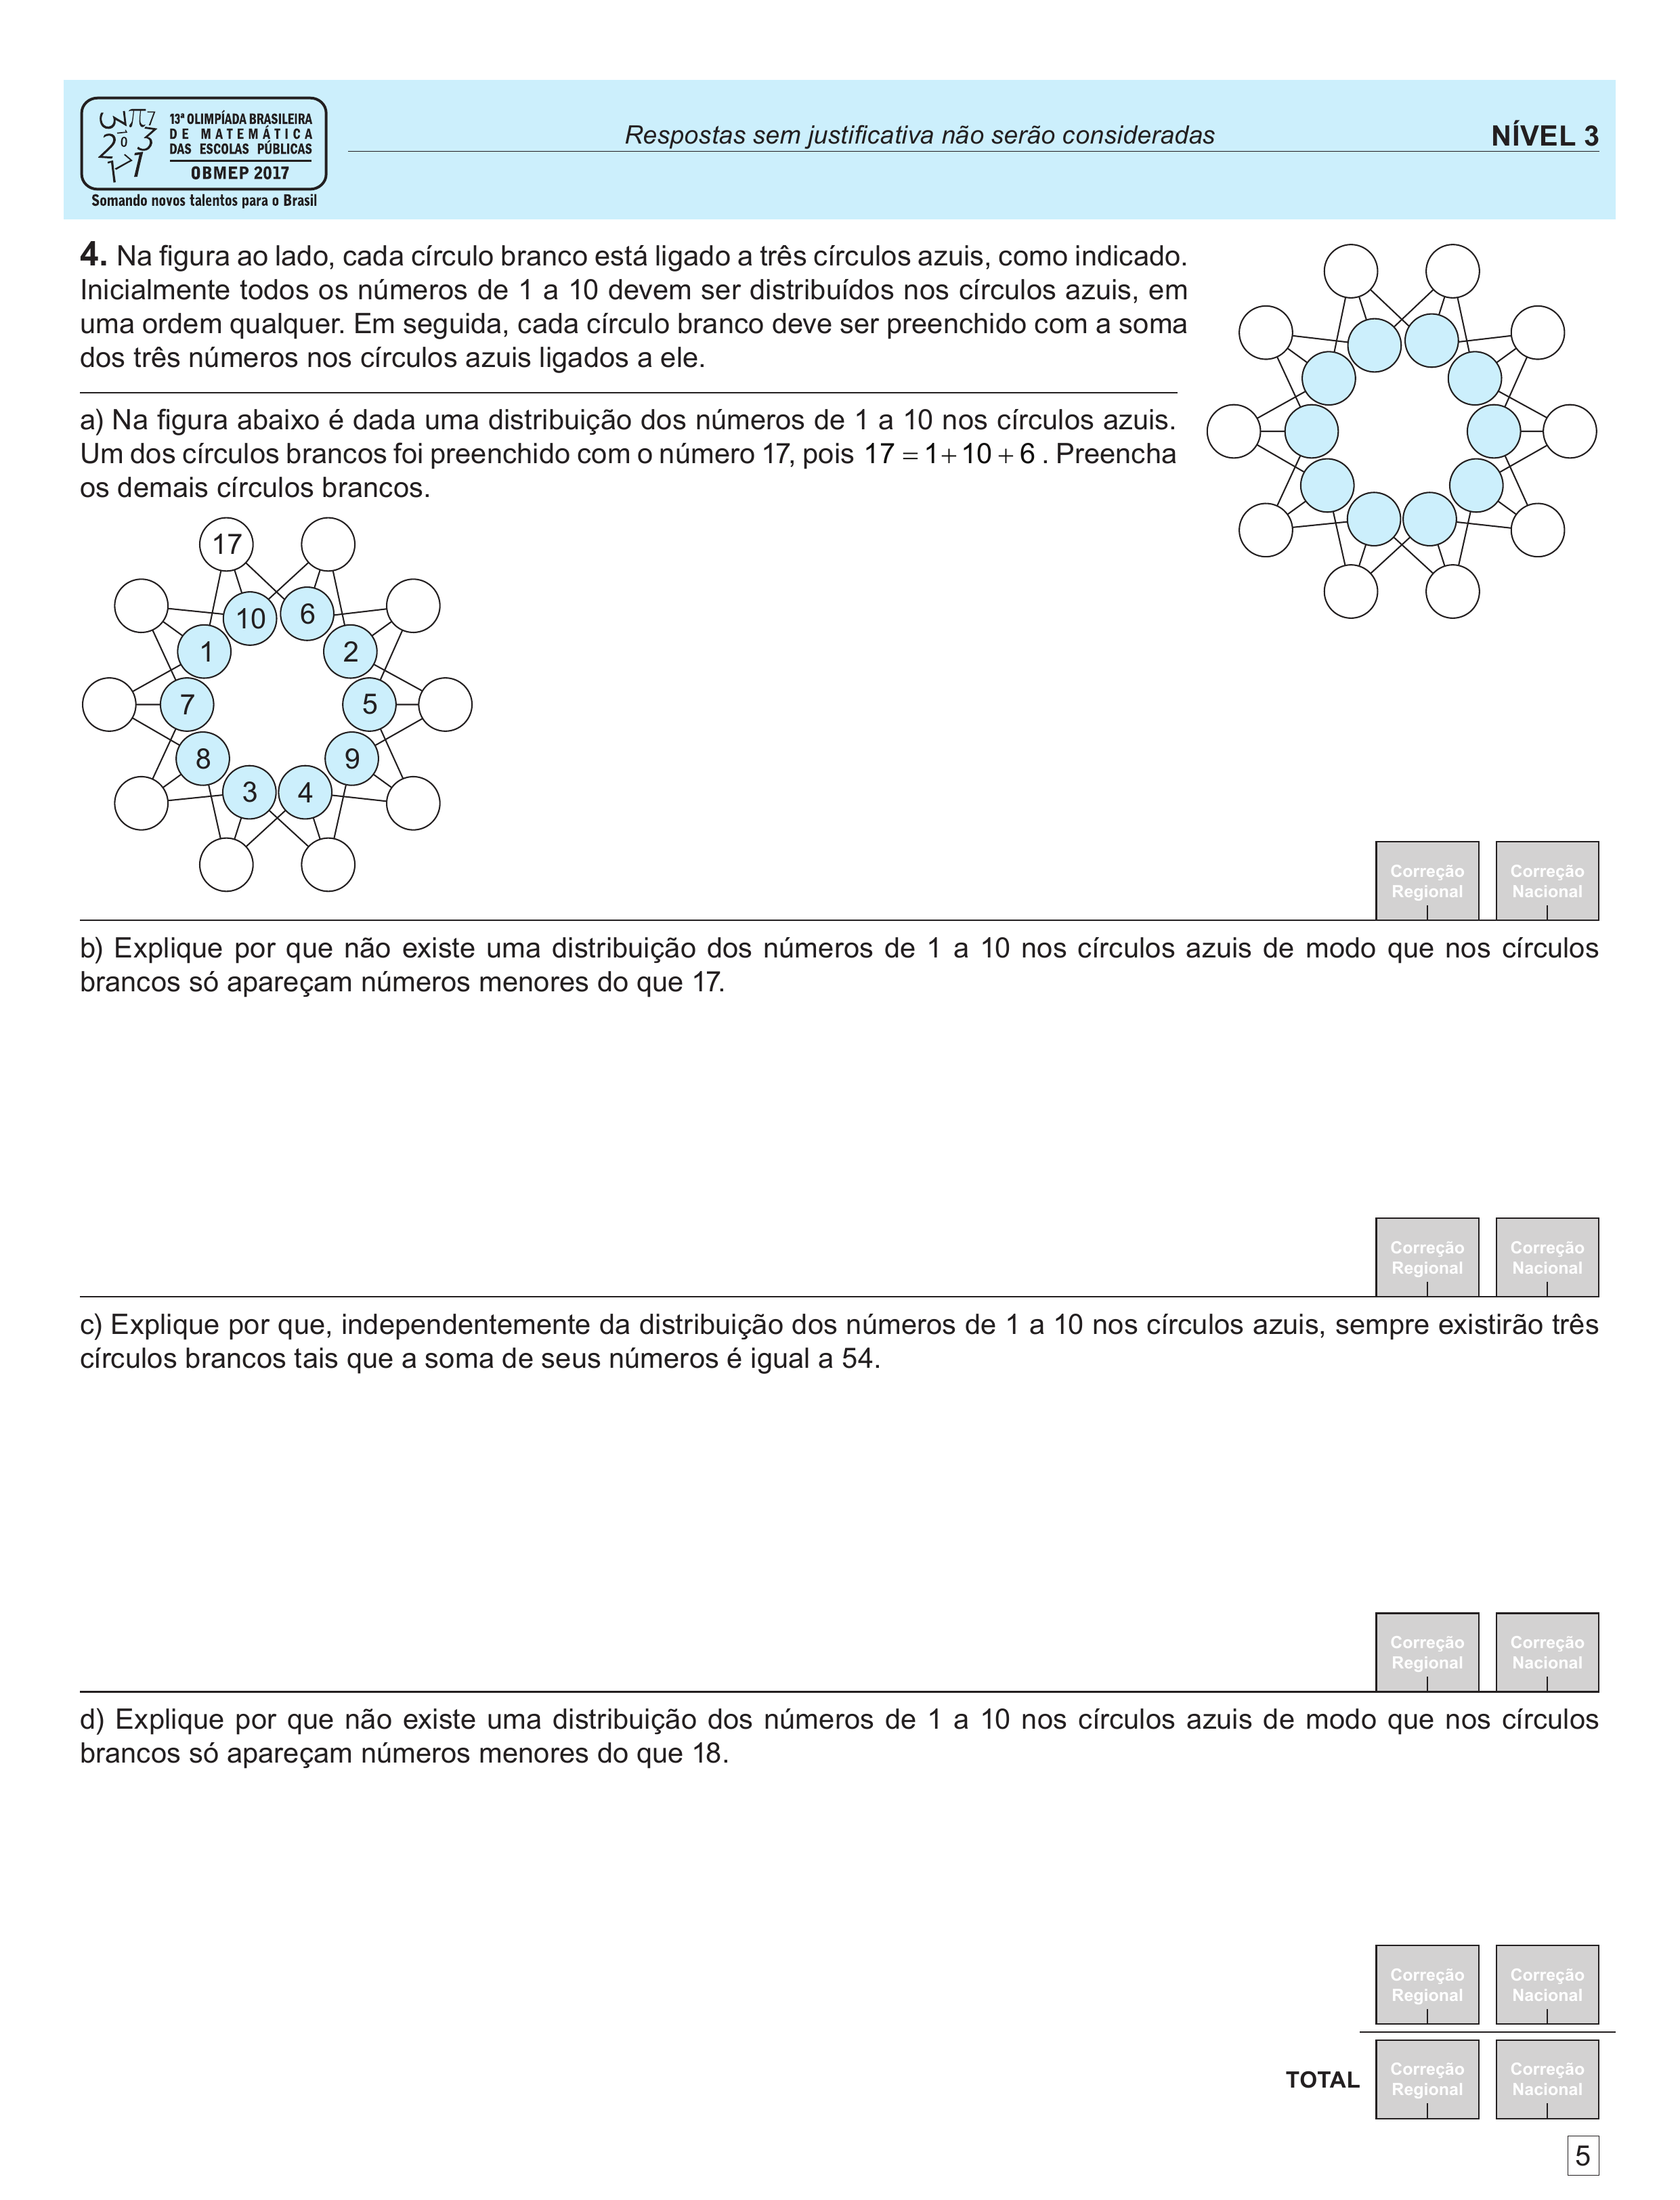 13ª OLIMPÍADA BRASILEIRA
DE MATEMÁTICA
DAS ESCOLAS PÚBLICAS
OBMEP 2017
Somando novos talentos para o Brasil
Respostas sem justificativa não serão consideradas
NÍVEL 3
4. Na figura ao lado, cada círculo branco está ligado a três círculos azuis, como indicado.
Inicialmente todos os números de 1 a 10 devem ser distribuídos nos círculos azuis, em
uma ordem qualquer. Em seguida, cada círculo branco deve ser preenchido com a soma
dos três números nos círculos azuis ligados a ele.
a) Na figura abaixo é dada uma distribuição dos números de 1 a 10 nos círculos azuis.
Um dos círculos brancos foi preenchido com o número 17, pois 17 = 1+ 10 + 6 . Preencha
os demais círculos brancos.
17
10 6
1 2
7 5
8 9
3 4
Correção
Regional
Correção
Nacional
b) Explique por que não existe uma distribuição dos números de 1 a 10 nos círculos azuis de modo que nos círculos
brancos só apareçam números menores do que 17.
Correção
Regional
Correção
Nacional
c) Explique por que, independentemente da distribuição dos números de 1 a 10 nos círculos azuis, sempre existirão três
círculos brancos tais que a soma de seus números é igual a 54.
Correção
Regional
Correção
Nacional
d) Explique por que não existe uma distribuição dos números de 1 a 10 nos círculos azuis de modo que nos círculos
brancos só apareçam números menores do que 18.
Correção
Regional
Correção
Nacional
TOTAL
Correção
Regional
Correção
Nacional
5